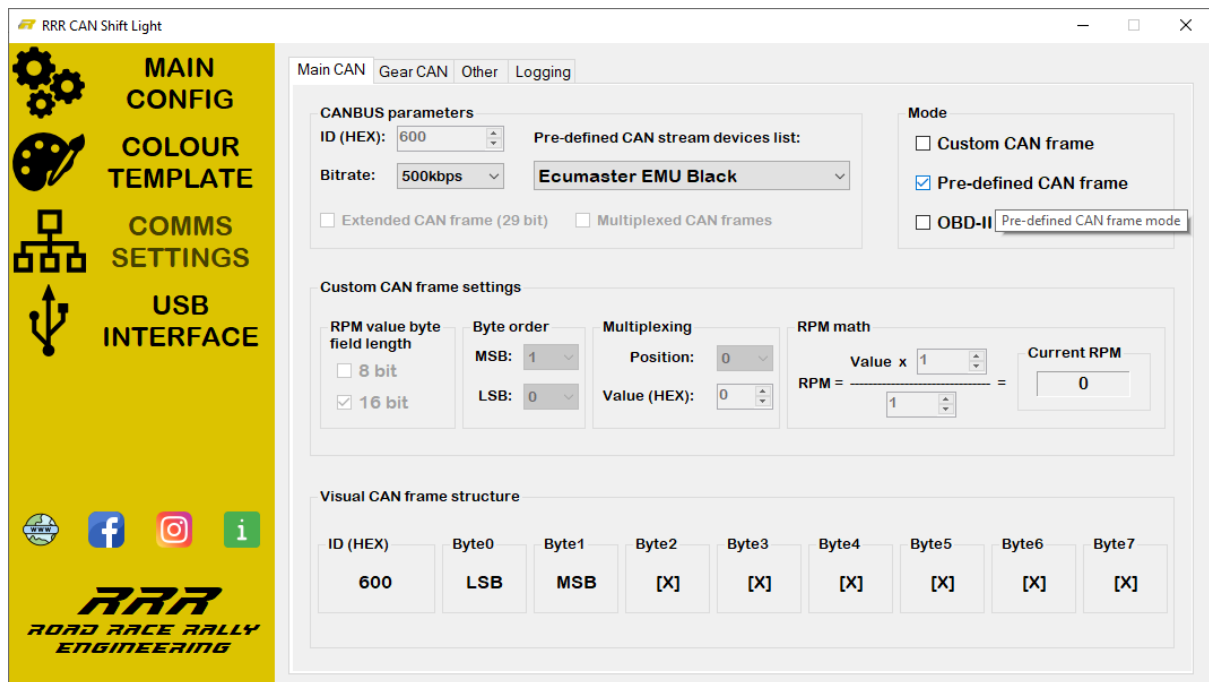 RRR CAN Shift Light
MAIN
CONFIG
COLOUR
TEMPLATE
COMMS
SETTINGS
USB
INTERFACE
www
f
i
RRR
ROAD RACE RALLY
ENGINEERING
Main CAN Gear CAN Other Logging
CANBUS parameters
ID (HEX): 600 Pre-defined CAN stream devices list:
Bitrate: 500kbps Ecumaster EMU Black
Extended CAN frame (29 bit) Multiplexed CAN frames
Mode
Custom CAN frame
Pre-defined CAN frame
OBD-II Pre-defined CAN frame mode
Custom CAN frame settings
RPM value byte
field length
8 bit
16 bit
Byte order
MSB: 1
LSB: 0
Multiplexing
Position: 0
Value (HEX): 0
RPM math
Value x 1
RPM = =
1
Current RPM
0
Visual CAN frame structure
ID (HEX) Byte0 Byte1 Byte2 Byte3 Byte4 Byte5 Byte6 Byte7
600 LSB MSB [X] [X] [X] [X] [X] [X]